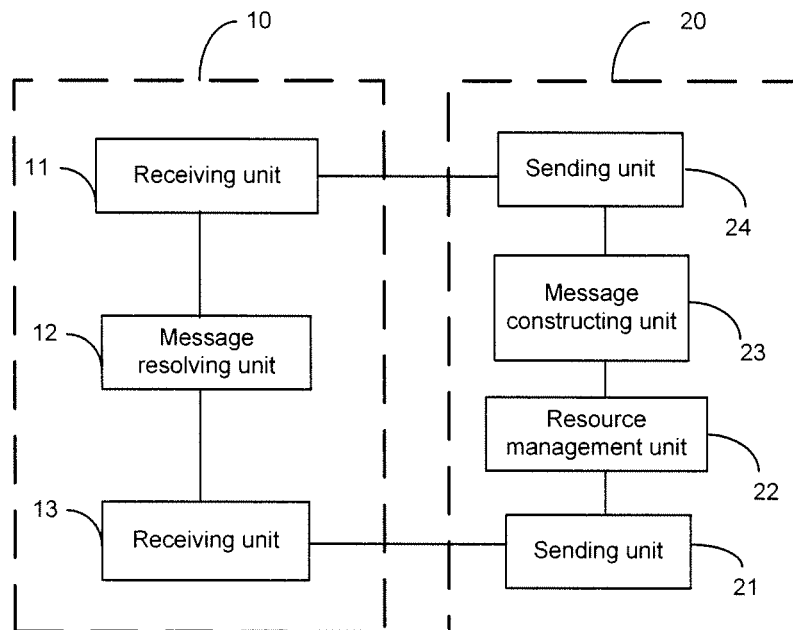 10
20
11
Receiving unit
Sending unit
24
Message
constructing unit
23
12
Message
resolving unit
Resource
management unit
22
13
Receiving unit
Sending unit
21